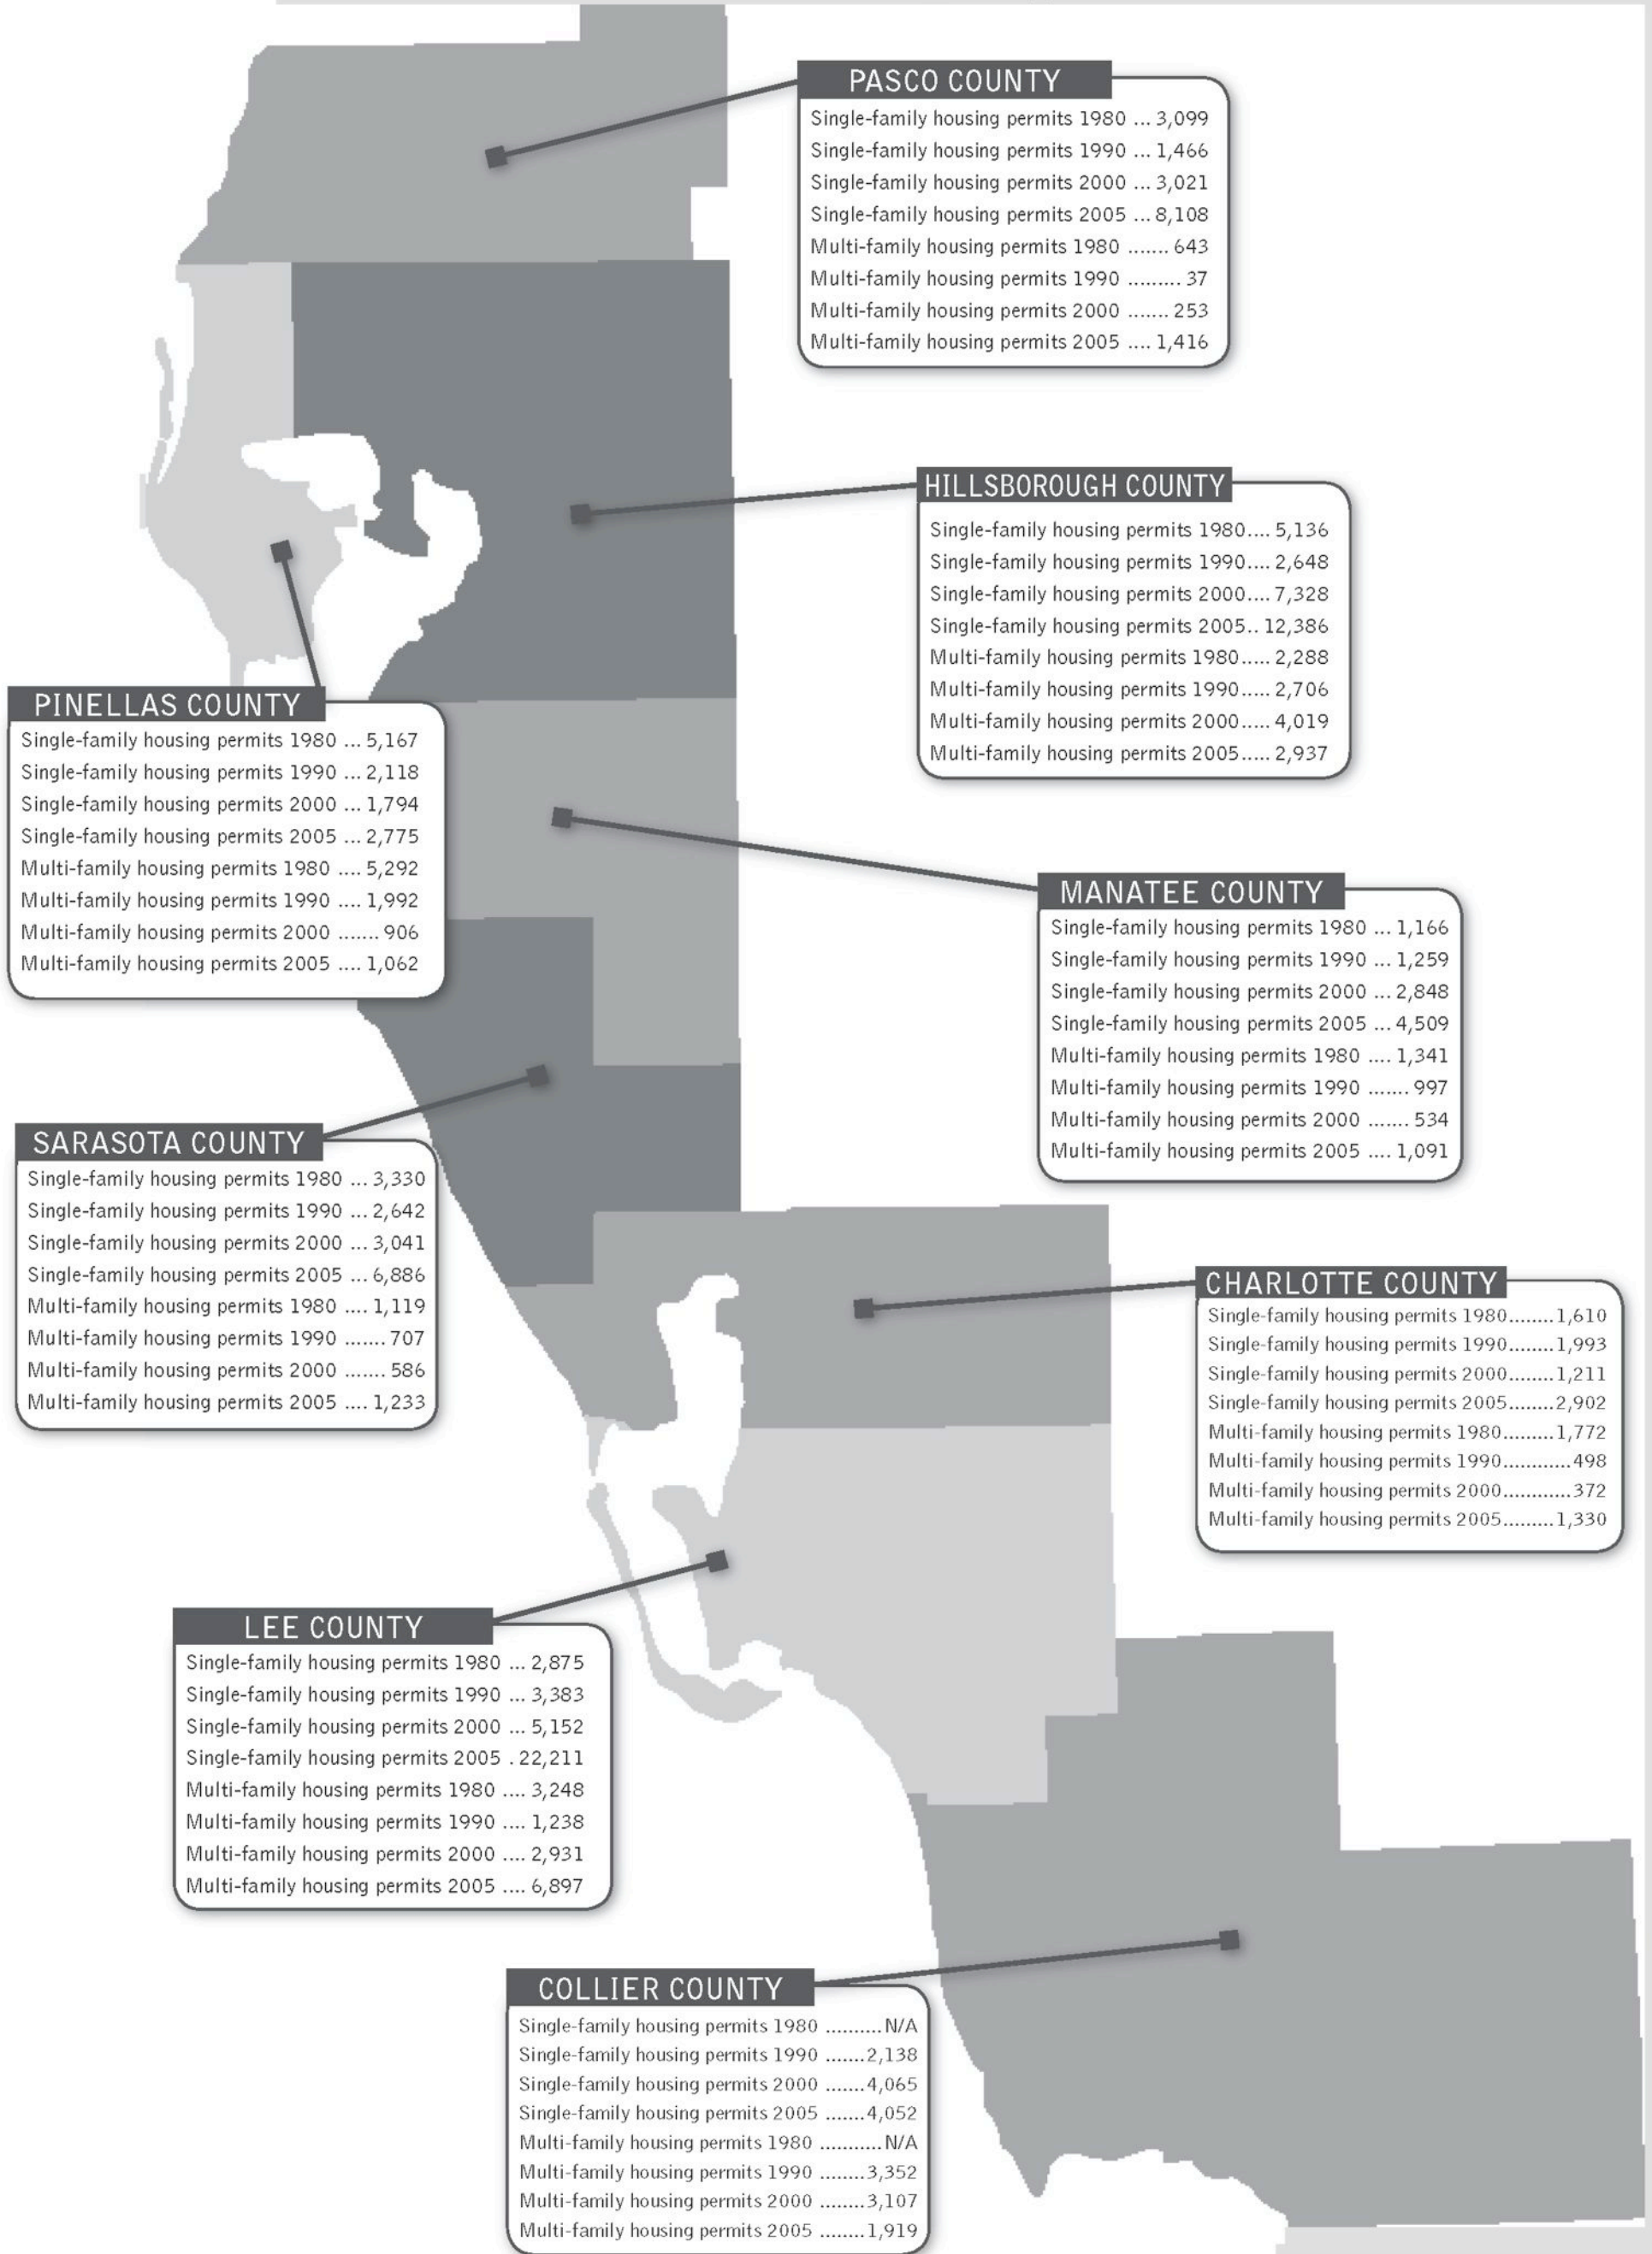 PASCO COUNTY
Single-family housing permits 1980 ... 3,099
Single-family housing permits 1990 ... 1,466
Single-family housing permits 2000 ... 3,021
Single-family housing permits 2005 ... 8,108
Multi-family housing permits 1980 ....... 643
Multi-family housing permits 1990 ......... 37
Multi-family housing permits 2000 ....... 253
Multi-family housing permits 2005 .... 1,416
HILLSBOROUGH COUNTY
Single-family housing permits 1980.... 5,136
Single-family housing permits 1990.... 2,648
Single-family housing permits 2000.... 7,328
Single-family housing permits 2005.. 12,386
Multi-family housing permits 1980..... 2,288
Multi-family housing permits 1990..... 2,706
Multi-family housing permits 2000..... 4,019
Multi-family housing permits 2005..... 2,937
PINELLAS COUNTY
Single-family housing permits 1980 ... 5,167
Single-family housing permits 1990 ... 2,118
Single-family housing permits 2000 ... 1,794
Single-family housing permits 2005 ... 2,775
Multi-family housing permits 1980 .... 5,292
Multi-family housing permits 1990 .... 1,992
Multi-family housing permits 2000 ....... 906
Multi-family housing permits 2005 .... 1,062
MANATEE COUNTY
Single-family housing permits 1980 ... 1,166
Single-family housing permits 1990 ... 1,259
Single-family housing permits 2000 ... 2,848
Single-family housing permits 2005 ... 4,509
Multi-family housing permits 1980 .... 1,341
Multi-family housing permits 1990 ....... 997
Multi-family housing permits 2000 ....... 534
Multi-family housing permits 2005 .... 1,091
SARASOTA COUNTY
Single-family housing permits 1980 ... 3,330
Single-family housing permits 1990 ... 2,642
Single-family housing permits 2000 ... 3,041
Single-family housing permits 2005 ... 6,886
Multi-family housing permits 1980 .... 1,119
Multi-family housing permits 1990 ....... 707
Multi-family housing permits 2000 ....... 586
Multi-family housing permits 2005 .... 1,233
CHARLOTTE COUNTY
Single-family housing permits 1980........1,610
Single-family housing permits 1990........1,993
Single-family housing permits 2000........1,211
Single-family housing permits 2005........2,902
Multi-family housing permits 1980.........1,772
Multi-family housing permits 1990............498
Multi-family housing permits 2000............372
Multi-family housing permits 2005.........1,330
LEE COUNTY
Single-family housing permits 1980 ... 2,875
Single-family housing permits 1990 ... 3,383
Single-family housing permits 2000 ... 5,152
Single-family housing permits 2005 . 22,211
Multi-family housing permits 1980 .... 3,248
Multi-family housing permits 1990 .... 1,238
Multi-family housing permits 2000 .... 2,931
Multi-family housing permits 2005 .... 6,897
COLLIER COUNTY
Single-family housing permits 1980 ..........N/A
Single-family housing permits 1990 .......2,138
Single-family housing permits 2000 .......4,065
Single-family housing permits 2005 .......4,052
Multi-family housing permits 1980 ...........N/A
Multi-family housing permits 1990 ........3,352
Multi-family housing permits 2000 ........3,107
Multi-family housing permits 2005 ........1,919